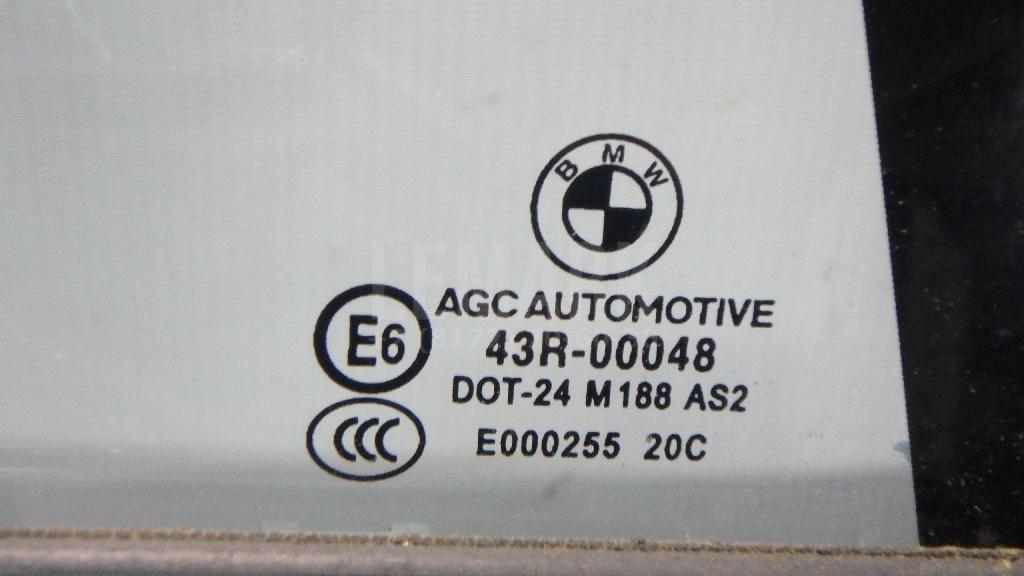 BMW
AGC AUTOMOTIVE
E6
43R-00048
DOT-24 M188 AS2
CCC
E000255 20C